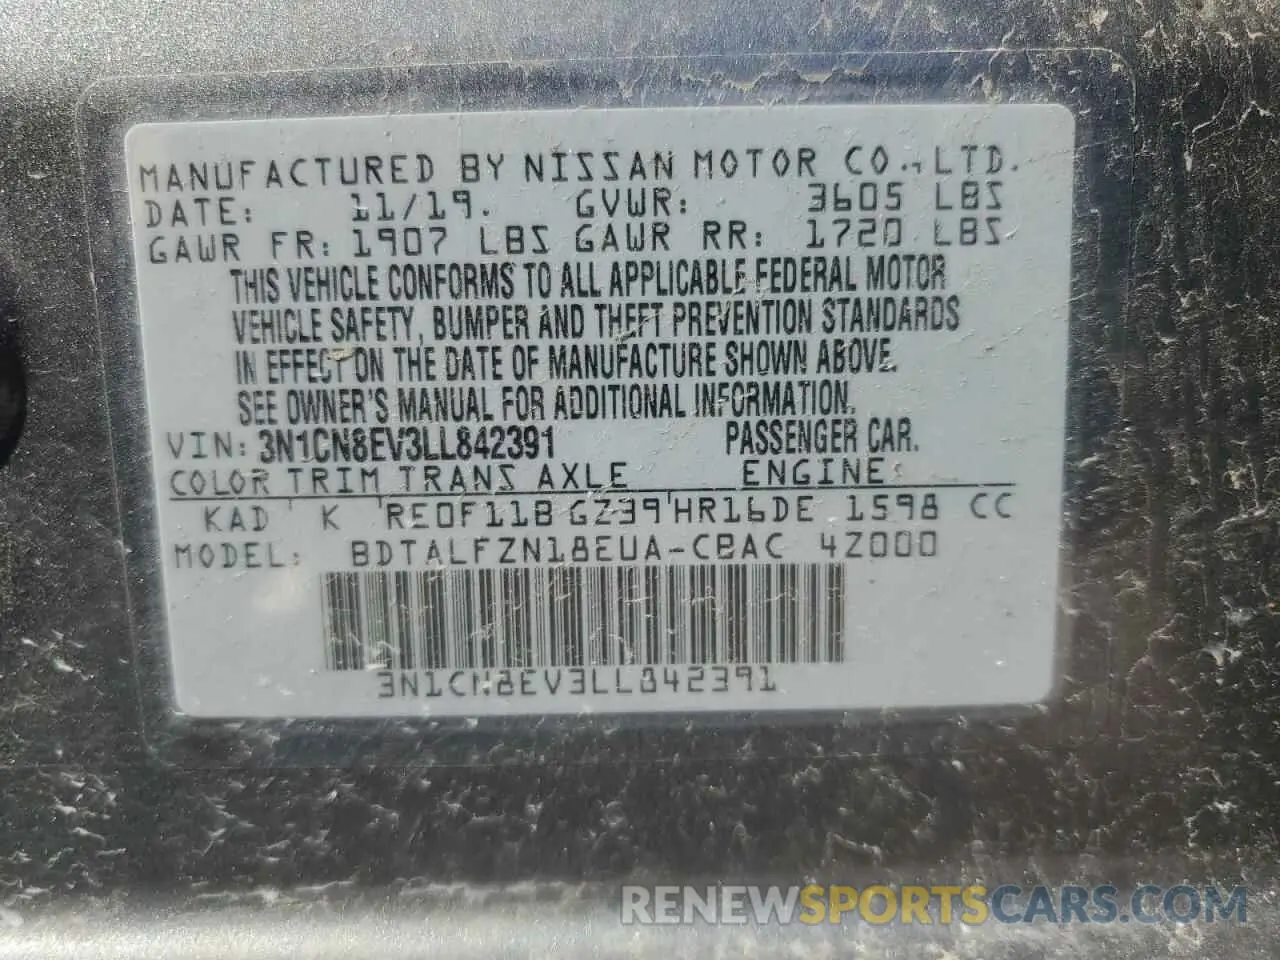 MANUFACTURED BY NISSAN MOTOR CO., LTD.
DATE: 11/19. GVWR: 3605 LBS
GAWR FR: 1907 LBS GAWR RR: 1720 LBS
THIS VEHICLE CONFORMS TO ALL APPLICABLE FEDERAL MOTOR
VEHICLE SAFETY, BUMPER AND THEFT PREVENTION STANDARDS
IN EFFECT ON THE DATE OF MANUFACTURE SHOWN ABOVE.
SEE OWNER'S MANUAL FOR ADDITIONAL INFORMATION.
VIN: 3N1CN8EV3LL842391 PASSENGER CAR.
COLOR TRIM TRANS AXLE ENGINE:
KAD K RE0F11B GZ39 HR16DE 1598 CC
MODEL: BDTALFZN18EUA-CBAC 4Z000
3N1CN8EV3LL842391
RENEWSPORTSCARS.COM